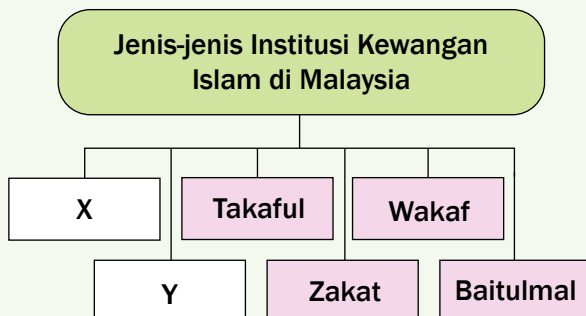 Jenis-jenis Institusi Kewangan
Islam di Malaysia
X
Takaful
Wakaf
Y
Zakat
Baitulmal